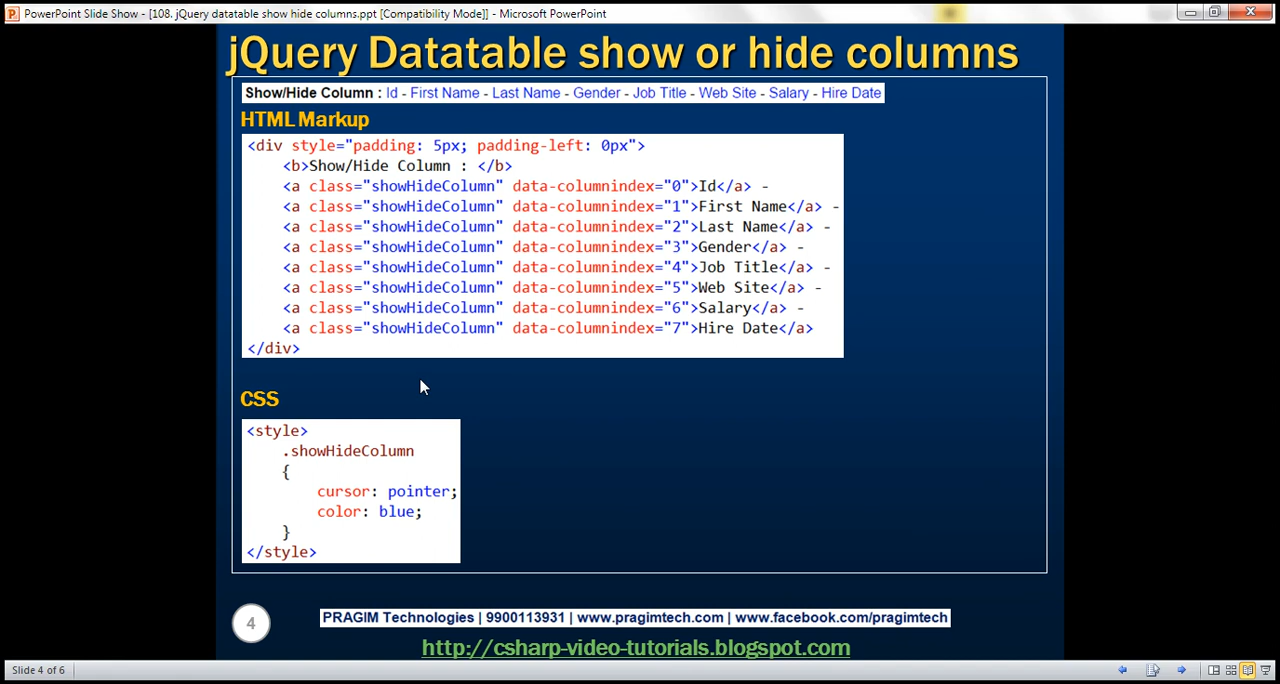 PowerPoint Slide Show - [108. jQuery datatable show hide columns.ppt [Compatibility Mode]] - Microsoft PowerPoint
jQuery Datatable show or hide columns
Show/Hide Column : Id - First Name - Last Name - Gender - Job Title - Web Site - Salary - Hire Date
HTML Markup
<div style="padding: 5px; padding-left: 0px">
<b>Show/Hide Column : </b>
<a class="showHideColumn" data-columnindex="0">Id</a> -
<a class="showHideColumn" data-columnindex="1">First Name</a> -
<a class="showHideColumn" data-columnindex="2">Last Name</a> -
<a class="showHideColumn" data-columnindex="3">Gender</a> -
<a class="showHideColumn" data-columnindex="4">Job Title</a> -
<a class="showHideColumn" data-columnindex="5">Web Site</a> -
<a class="showHideColumn" data-columnindex="6">Salary</a> -
<a class="showHideColumn" data-columnindex="7">Hire Date</a>
</div>
CSS
<style>
.showHideColumn
{
cursor: pointer;
color: blue;
}
</style>
4
PRAGIM Technologies | 9900113931 | www.pragimtech.com | www.facebook.com/pragimtech
http://csharp-video-tutorials.blogspot.com
Slide 4 of 6